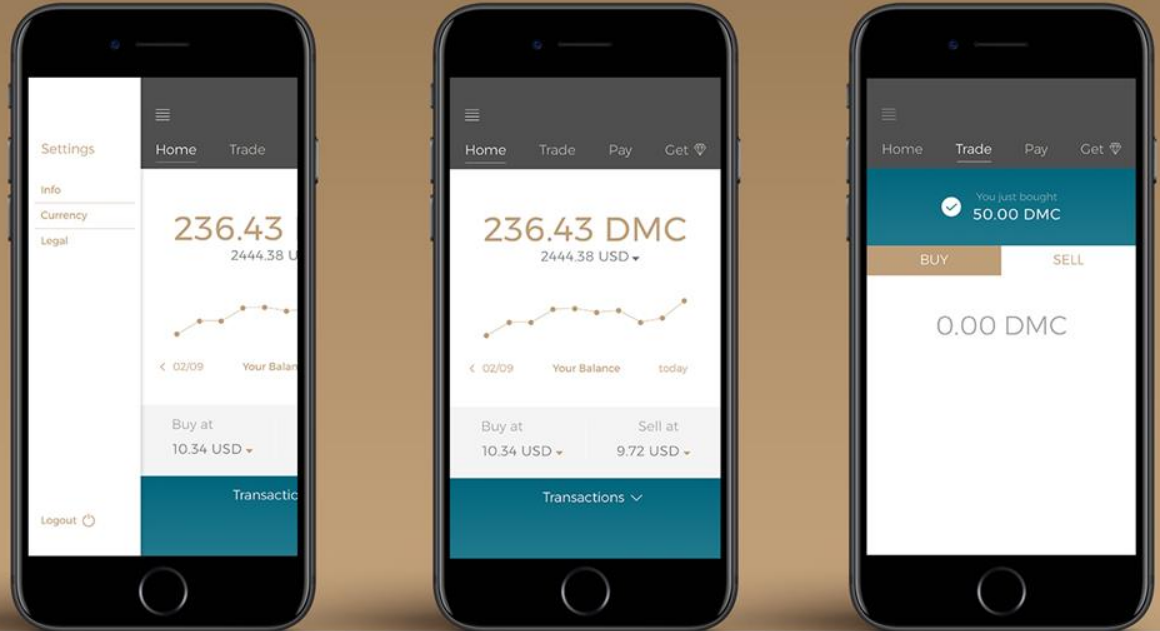 Settings
Info
Currency
Legal
Logout
Home Trade
236.43
2444.38 U
02/09 Your Balan
Buy at
10.34 USD
Transactio
Home Trade Pay Get
236.43 DMC
2444.38 USD
02/09 Your Balance today
Buy at Sell at
10.34 USD 9.72 USD
Transactions
Home Trade Pay Get
You just bought
50.00 DMC
BUY SELL
0.00 DMC